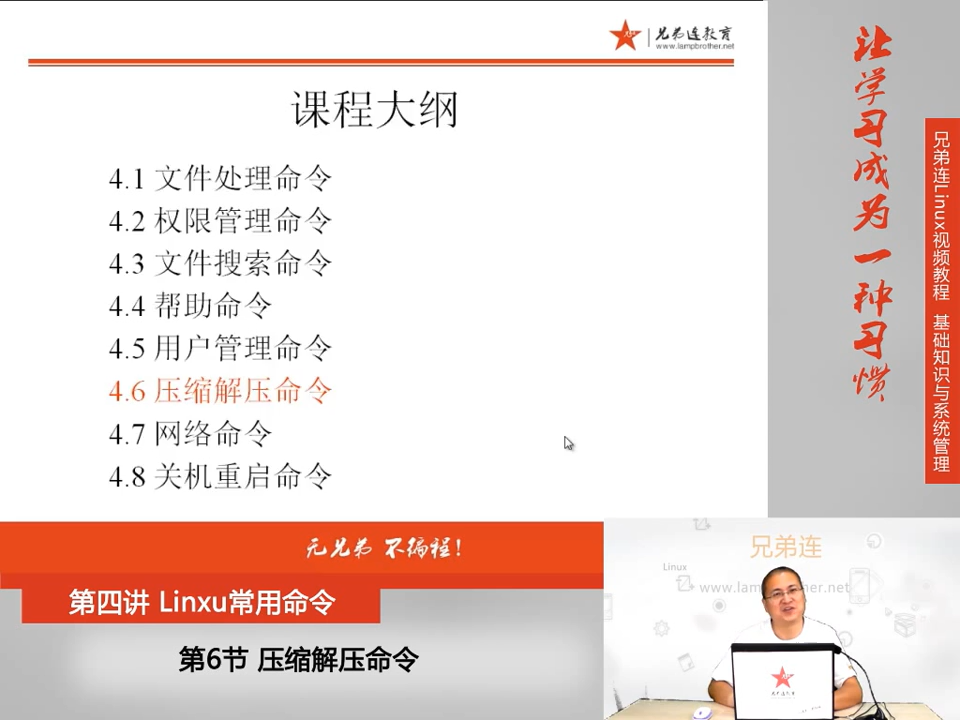 兄弟连教育
www.lampbrother.net
课程大纲
4.1 文件处理命令
4.2 权限管理命令
4.3 文件搜索命令
4.4 帮助命令
4.5 用户管理命令
4.6 压缩解压命令
4.7 网络命令
4.8 关机重启命令
让学习成为一种习惯
兄弟连Linux视频教程 基础知识与系统管理
无兄弟 不编程!
第四讲 Linxu常用命令
第6节 压缩解压命令
兄弟连
Linux